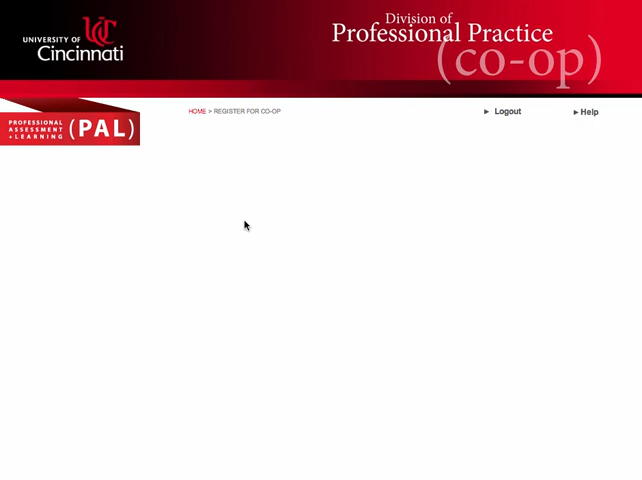 UNIVERSITY OF
Cincinnati
UC
Division of
Professional Practice
(co-op)
PROFESSIONAL
ASSESSMENT
+LEARNING
(PAL)
HOME > REGISTER FOR CO-OP
Logout
Help